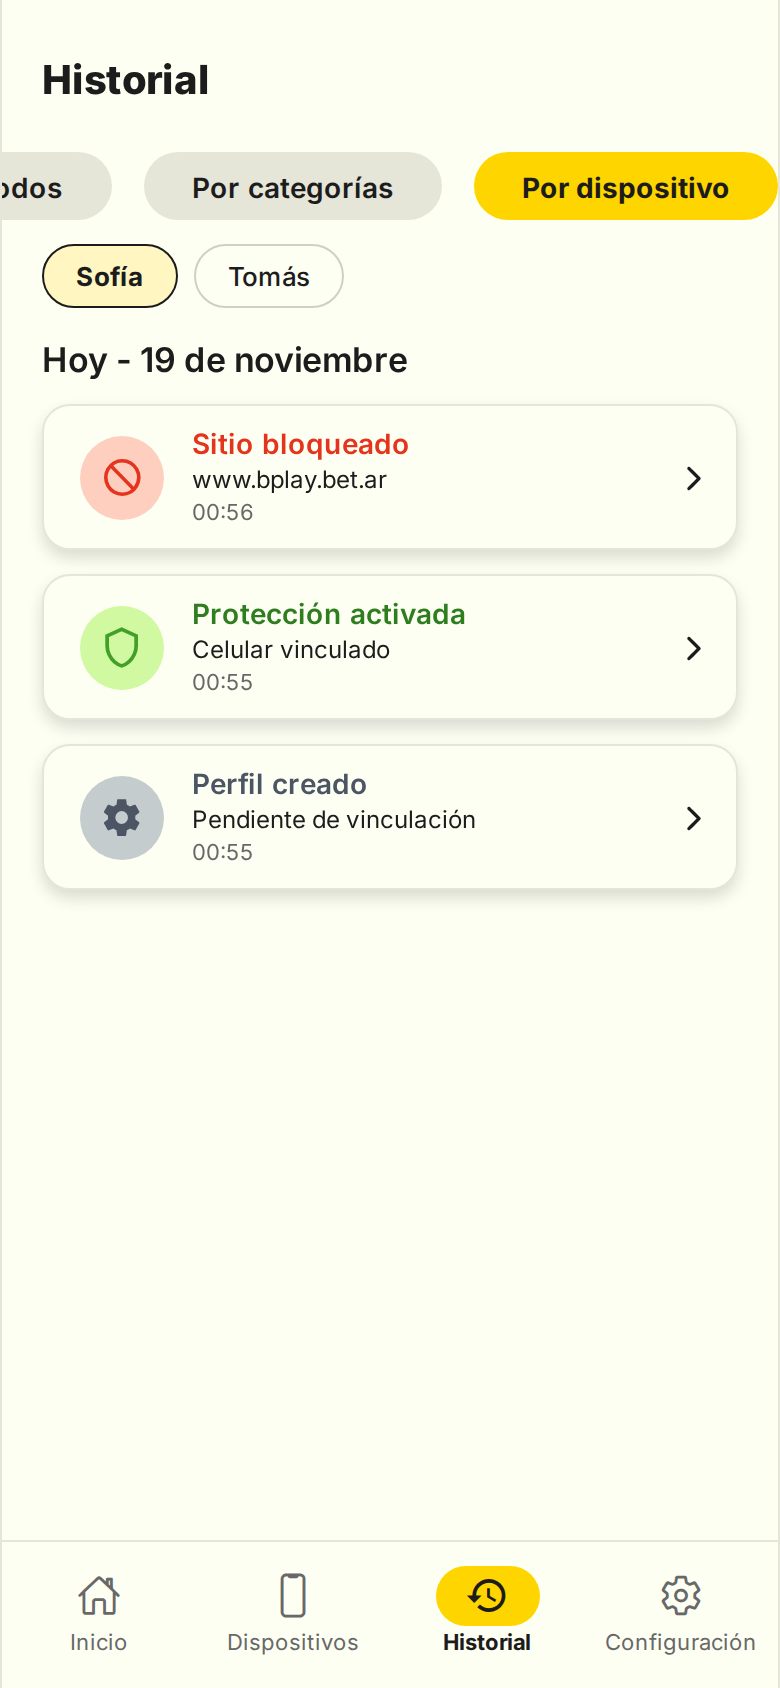 Historial
odos
Por categorías
Por dispositivo
Sofía
Tomás
Hoy - 19 de noviembre
Sitio bloqueado
www.bplay.bet.ar
00:56
Protección activada
Celular vinculado
00:55
Perfil creado
Pendiente de vinculación
00:55
Inicio
Dispositivos
Historial
Configuración